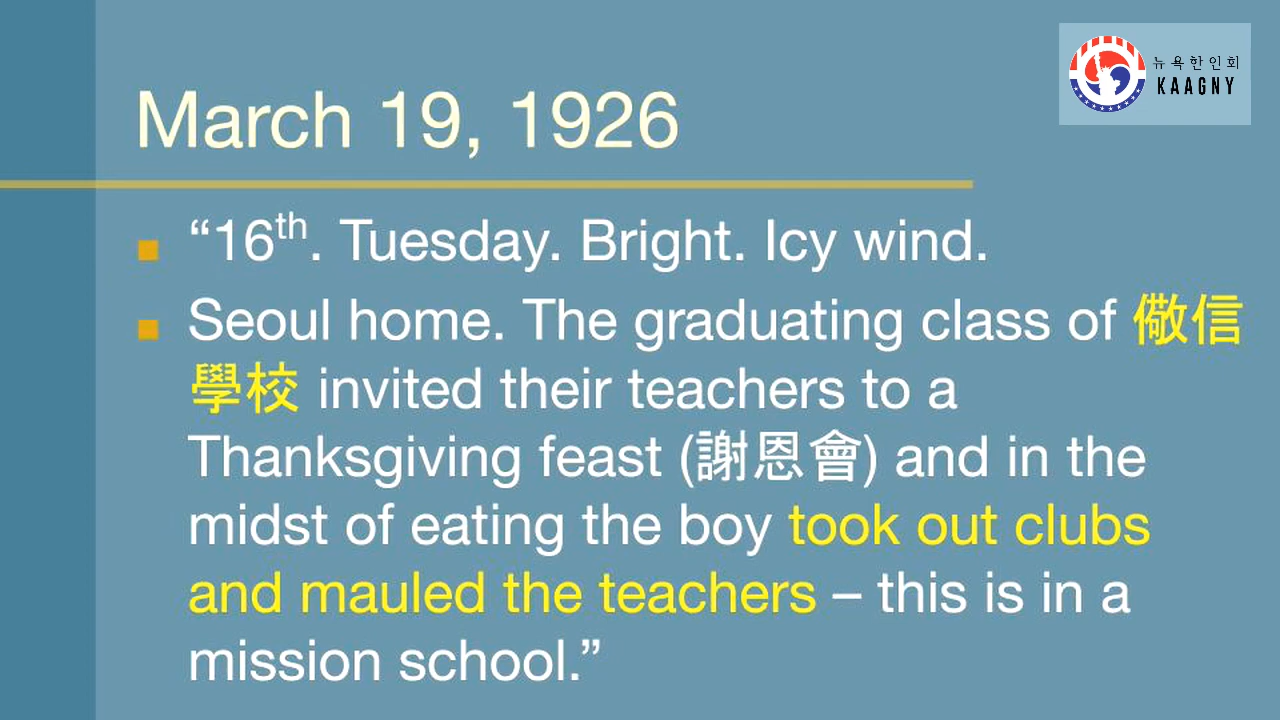 뉴욕한인회
KAAGNY
March 19, 1926
“16th. Tuesday. Bright. Icy wind.
Seoul home. The graduating class of 儆信
學校 invited their teachers to a
Thanksgiving feast (謝恩會) and in the
midst of eating the boy took out clubs
and mauled the teachers – this is in a
mission school.”